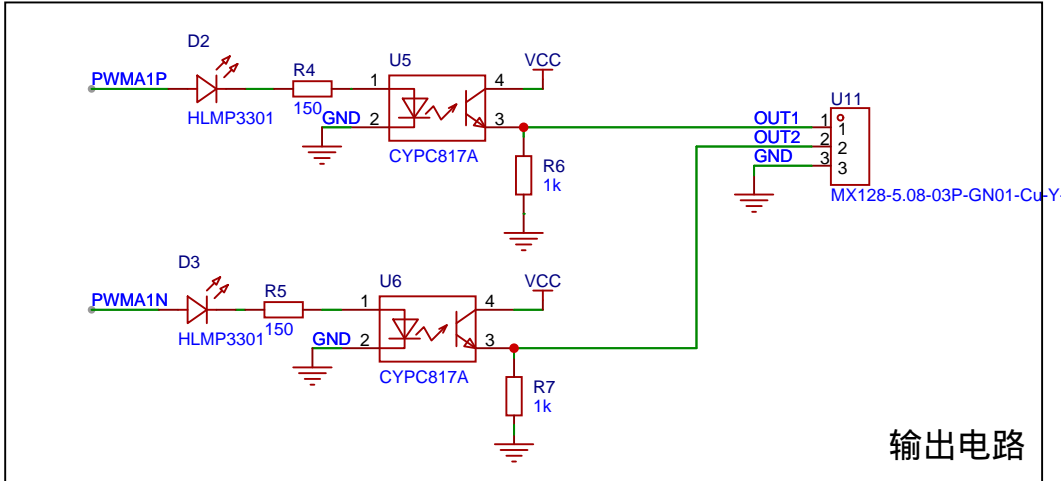 D2
PWMA1P
HLMP3301
R4
150
U5
1
2
4
3
GND
CYPC817A
VCC
R6
1k
OUT1
OUT2
GND
U11
1
2
3
1
2
3
MX128-5.08-03P-GN01-Cu-Y-
D3
PWMA1N
HLMP3301
R5
150
U6
1
2
4
3
GND
CYPC817A
VCC
R7
1k
输出电路